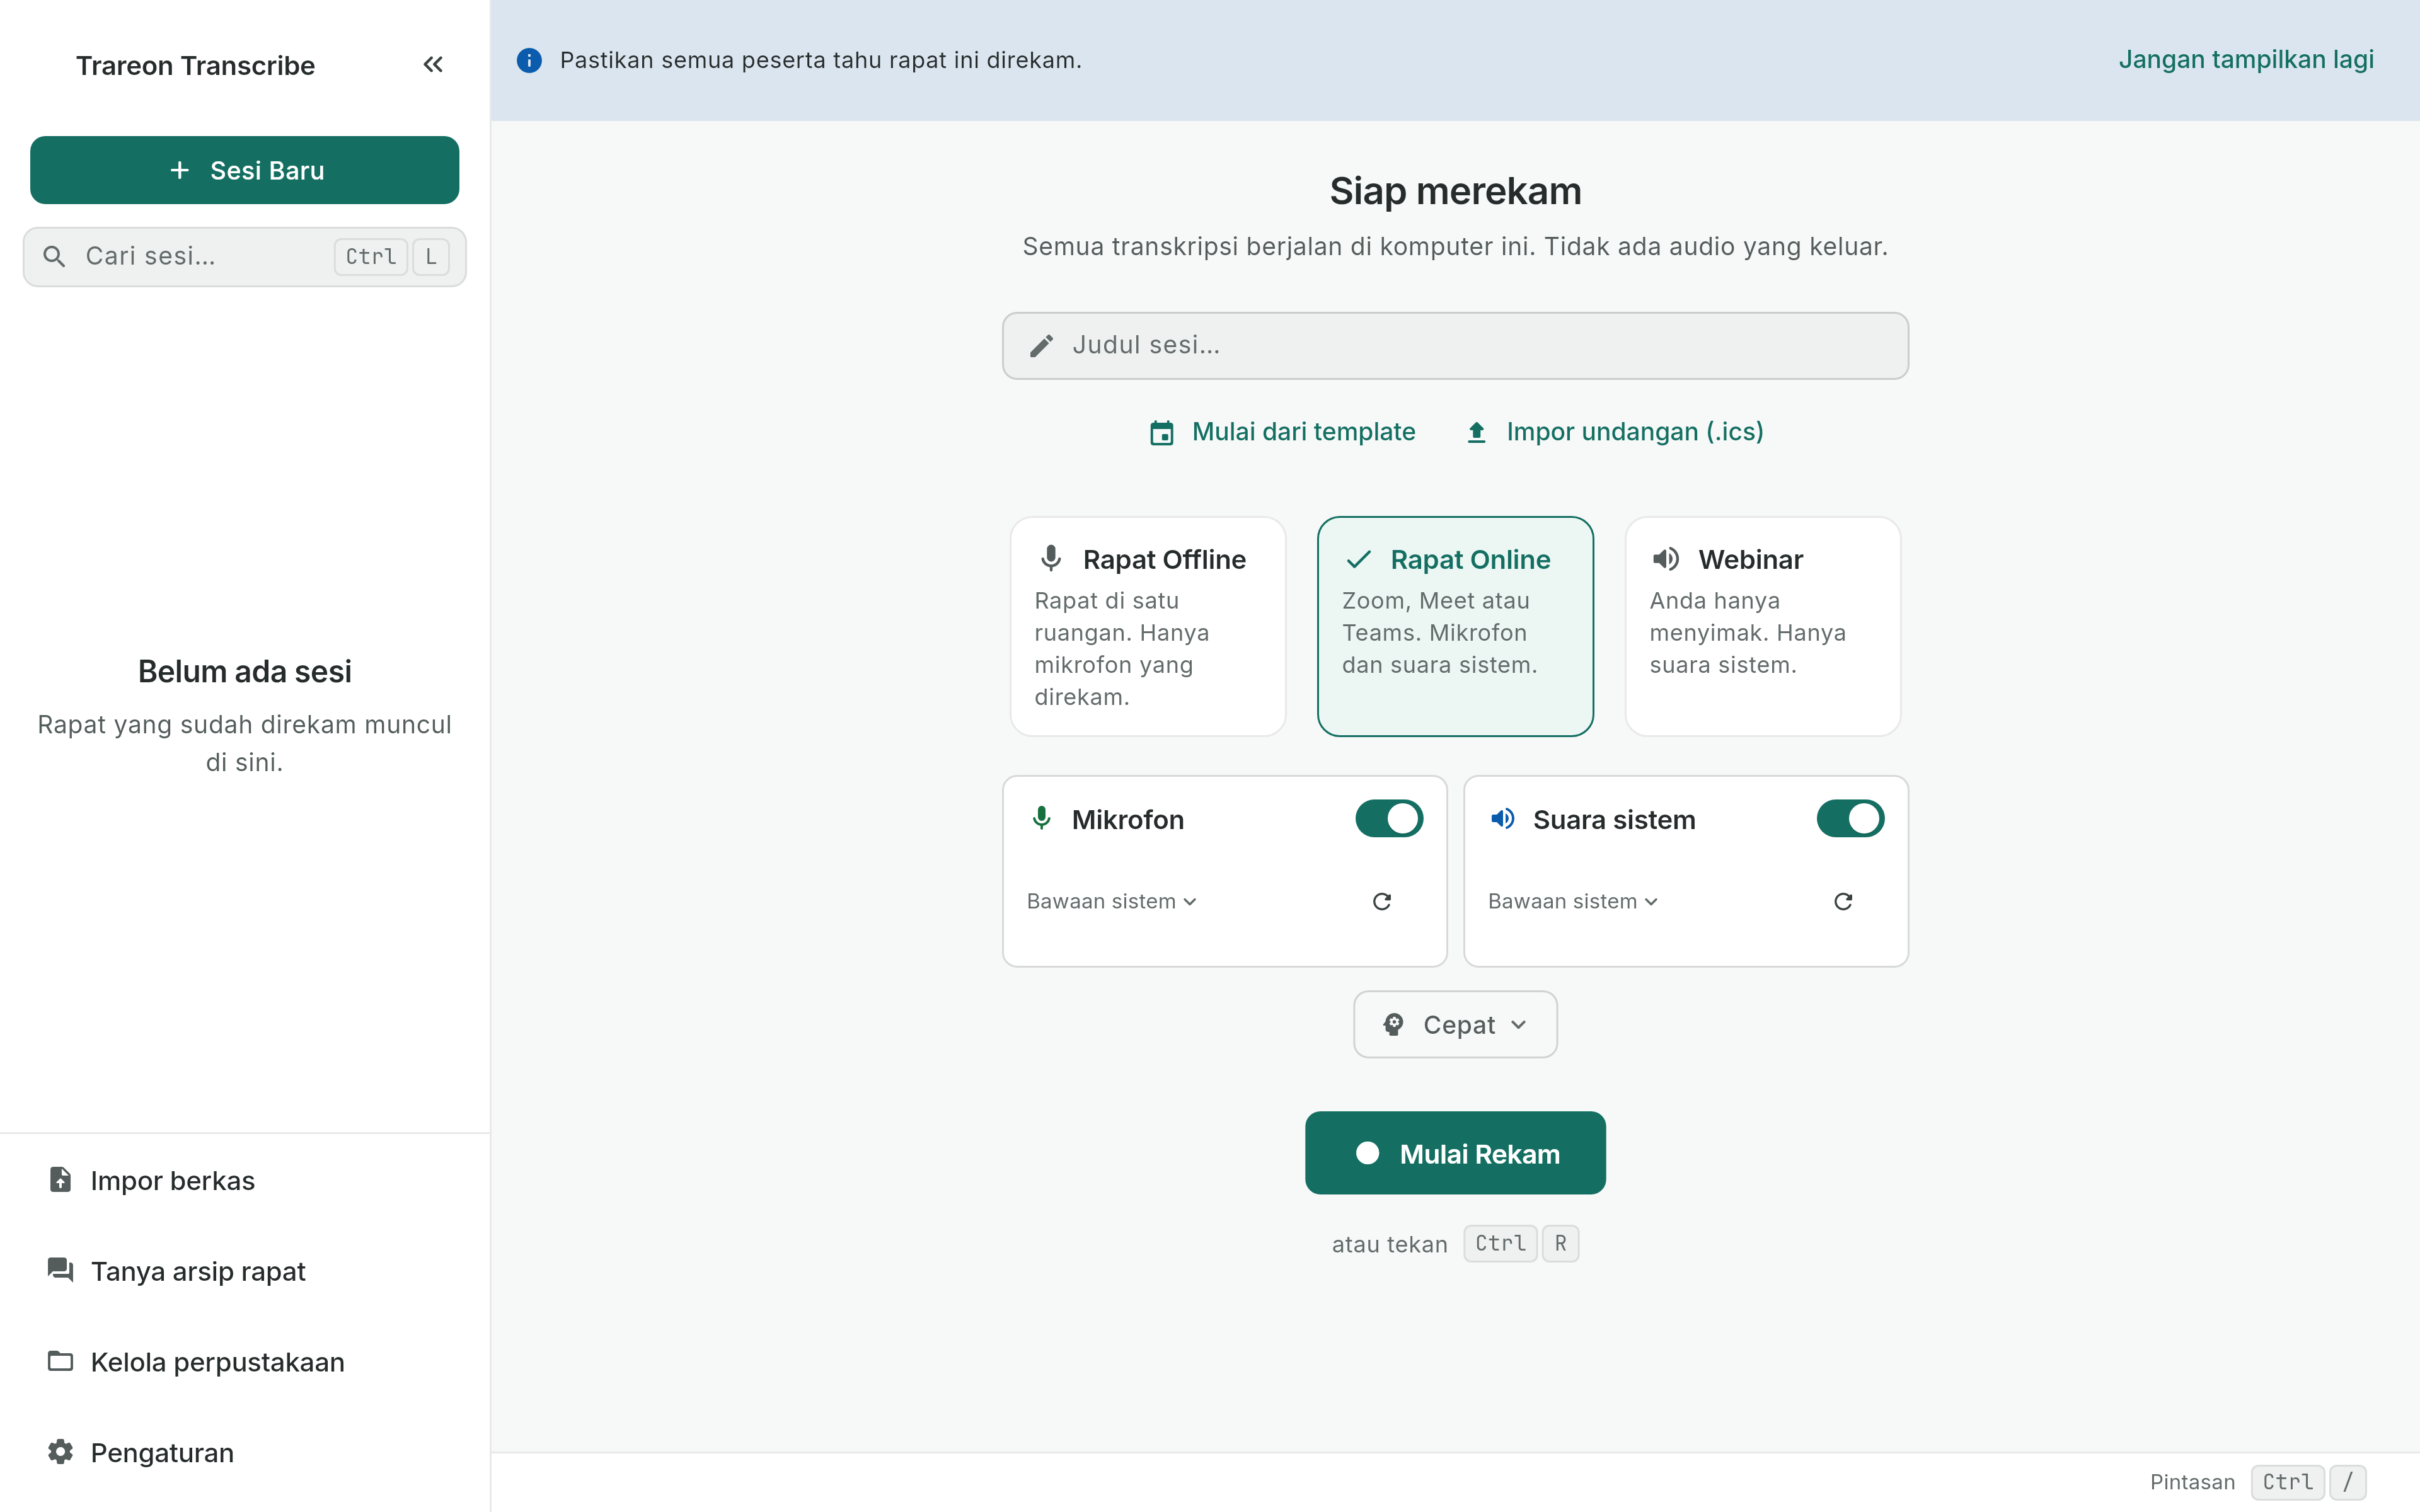 Trareon Transcribe
Sesi Baru
Cari sesi... Ctrl L
Belum ada sesi
Rapat yang sudah direkam muncul
di sini.
Impor berkas
Tanya arsip rapat
Kelola perpustakaan
Pengaturan
Pastikan semua peserta tahu rapat ini direkam.
Jangan tampilkan lagi
Siap merekam
Semua transkripsi berjalan di komputer ini. Tidak ada audio yang keluar.
Judul sesi...
Mulai dari template
Impor undangan (.ics)
Rapat Offline
Rapat di satu
ruangan. Hanya
mikrofon yang
direkam.
Rapat Online
Zoom, Meet atau
Teams. Mikrofon
dan suara sistem.
Webinar
Anda hanya
menyimak. Hanya
suara sistem.
Mikrofon
Bawaan sistem
Suara sistem
Bawaan sistem
Cepat
Mulai Rekam
atau tekan Ctrl R
Pintasan Ctrl /